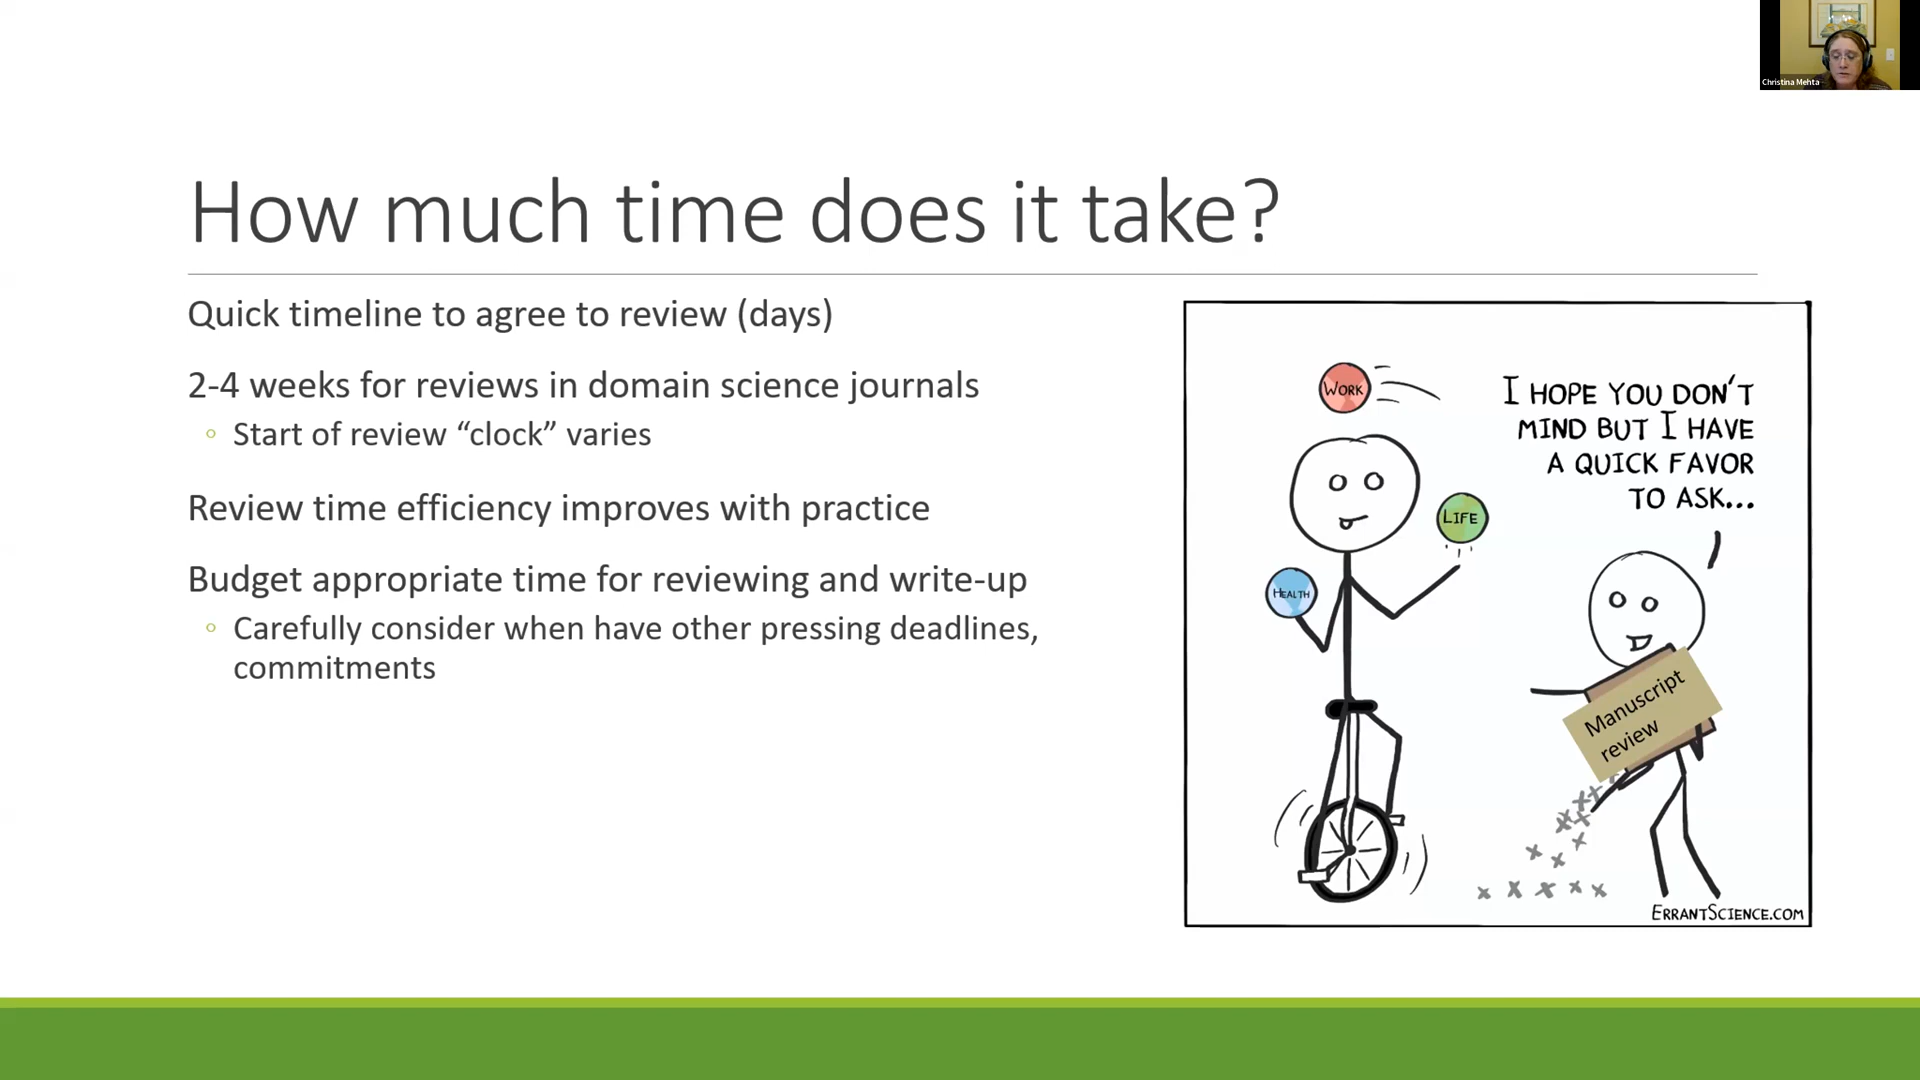 Christina Mehta
How much time does it take?
Quick timeline to agree to review (days)
2-4 weeks for reviews in domain science journals
◦ Start of review “clock” varies
Review time efficiency improves with practice
Budget appropriate time for reviewing and write-up
◦ Carefully consider when have other pressing deadlines,
commitments
WORK
I HOPE YOU DON'T
MIND BUT I HAVE
A QUICK FAVOR
TO ASK...
LIFE
HEALTH
Manuscript
review
ERRANTSCIENCE.COM